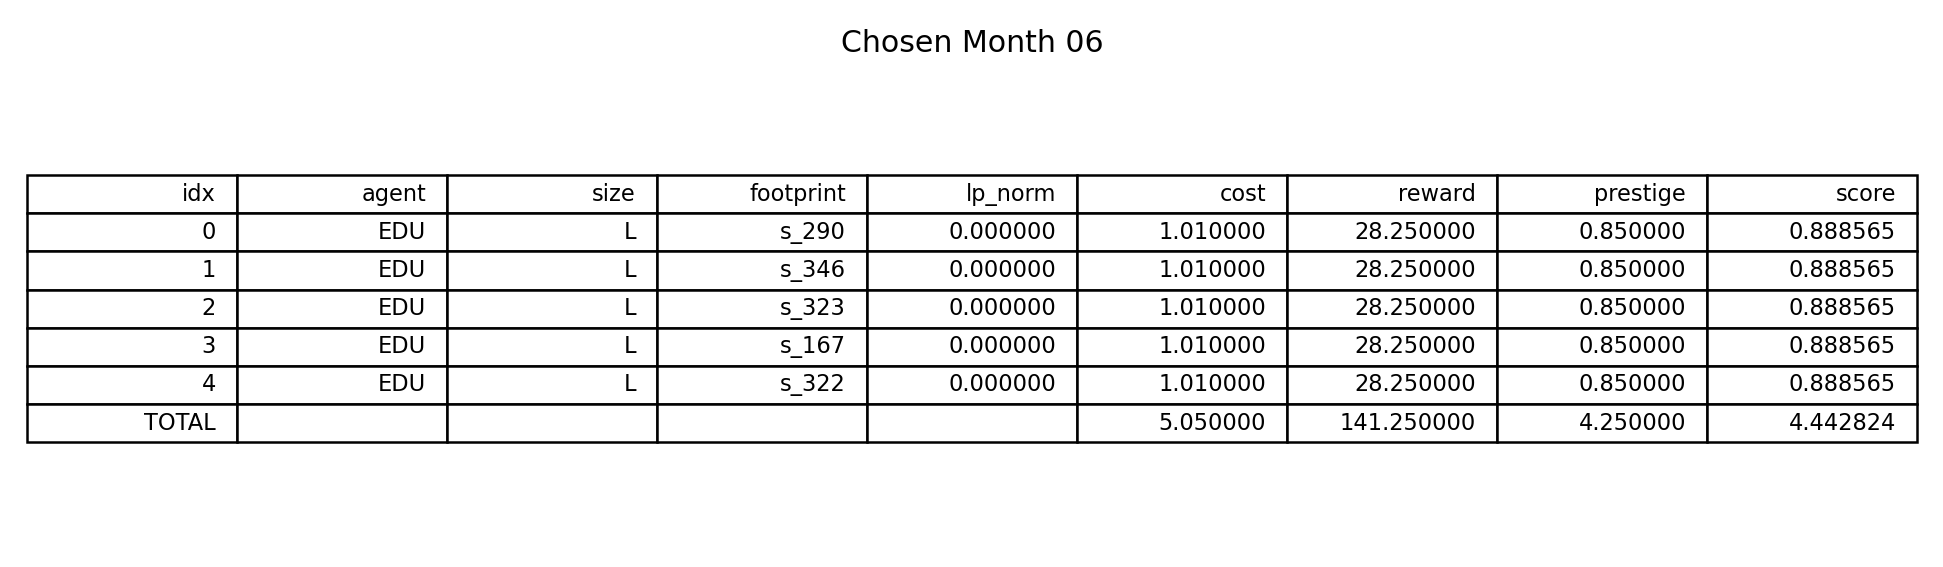 Chosen Month 06
idx agent size footprint lp_norm cost reward prestige score
0 EDU L s_290 0.000000 1.010000 28.250000 0.850000 0.888565
1 EDU L s_346 0.000000 1.010000 28.250000 0.850000 0.888565
2 EDU L s_323 0.000000 1.010000 28.250000 0.850000 0.888565
3 EDU L s_167 0.000000 1.010000 28.250000 0.850000 0.888565
4 EDU L s_322 0.000000 1.010000 28.250000 0.850000 0.888565
TOTAL 5.050000 141.250000 4.250000 4.442824